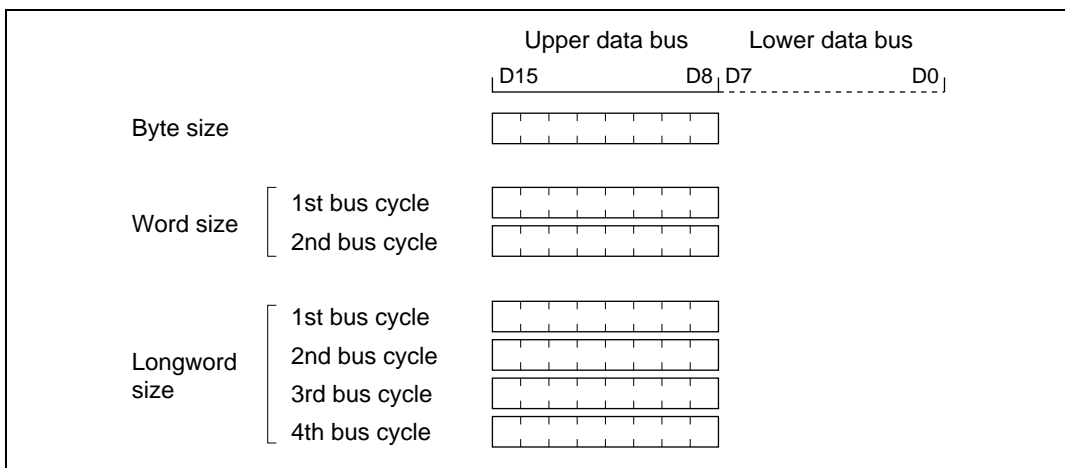 Upper data bus Lower data bus
D15 D8 D7 D0
Byte size
Word size
1st bus cycle
2nd bus cycle
Longword
size
1st bus cycle
2nd bus cycle
3rd bus cycle
4th bus cycle